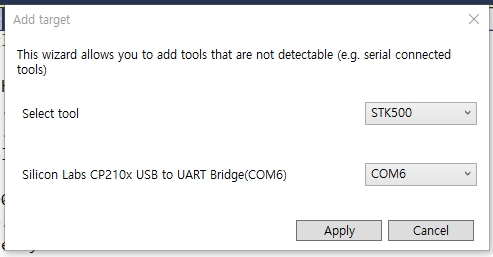 Add target
This wizard allows you to add tools that are not detectable (e.g. serial connected
tools)
Select tool
STK500
Silicon Labs CP210x USB to UART Bridge(COM6)
COM6
Apply
Cancel